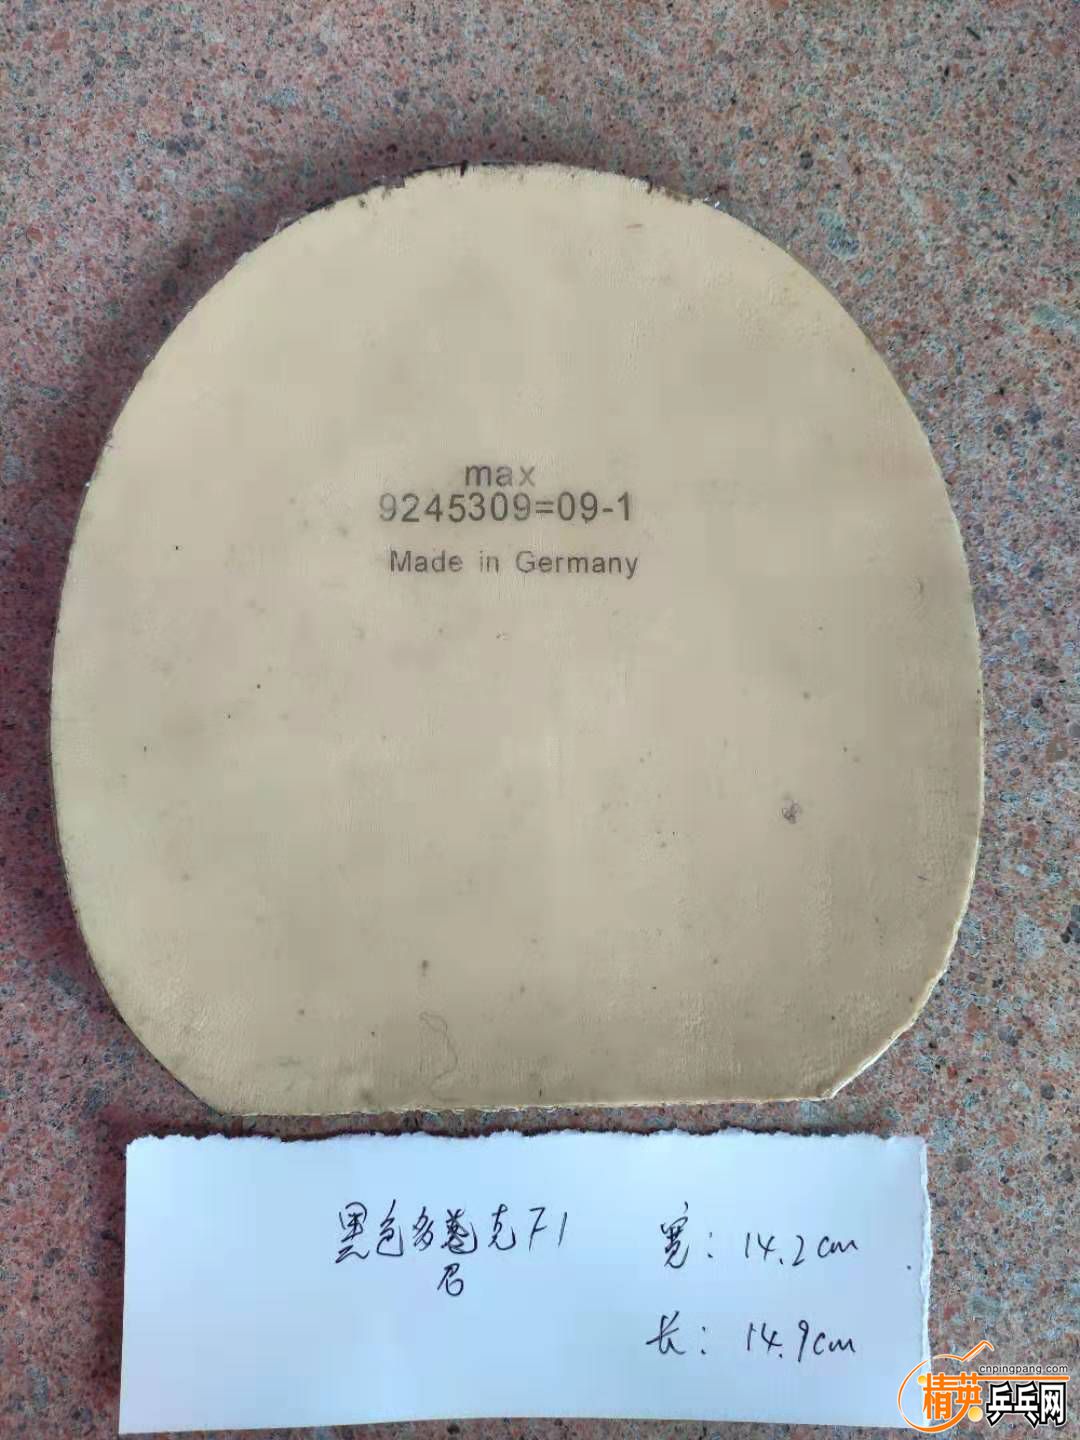 max
9245309=09-1
Made in Germany
黑色多尼克F1
宽: 14.2cm
长: 14.9cm
cnpingpang.com
精英乒乓网